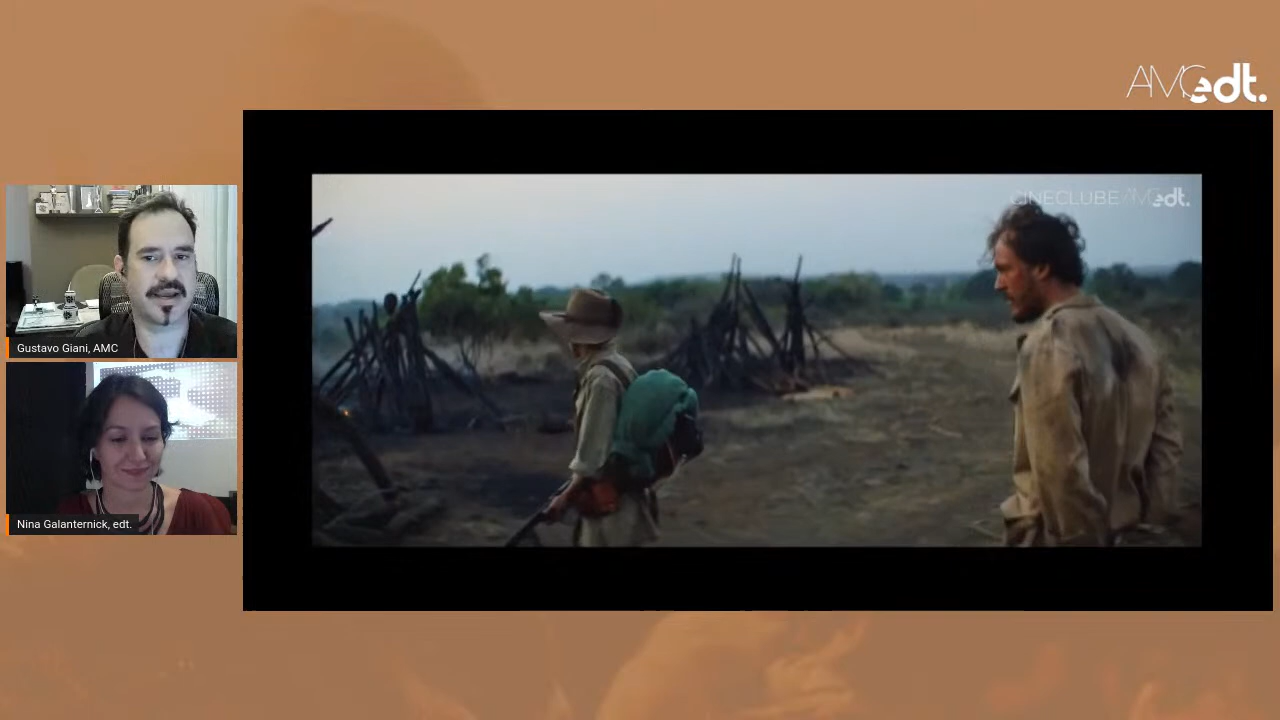 AMCedt.
CINECLUBE AMCedt.
Gustavo Giani, AMC
Nina Galanternick, edt.